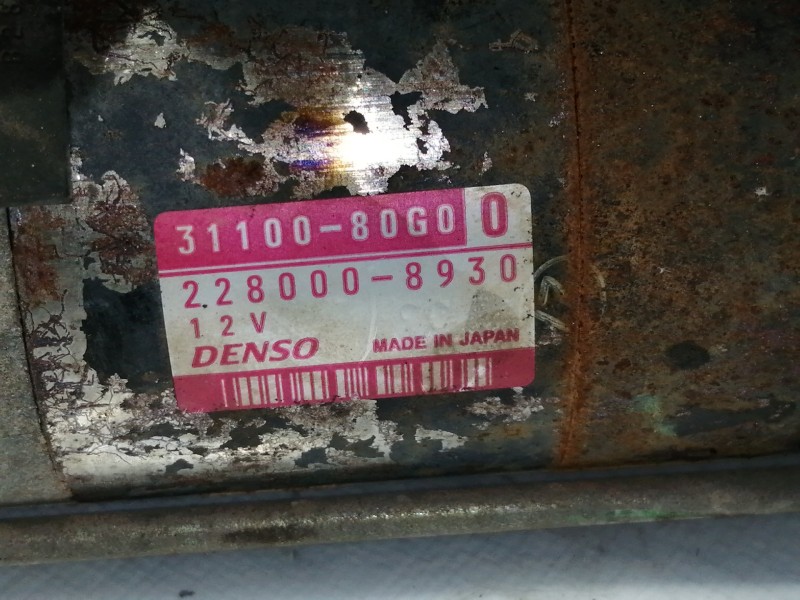 31100-80G0 0
228000-8930
12V
DENSO MADE IN JAPAN